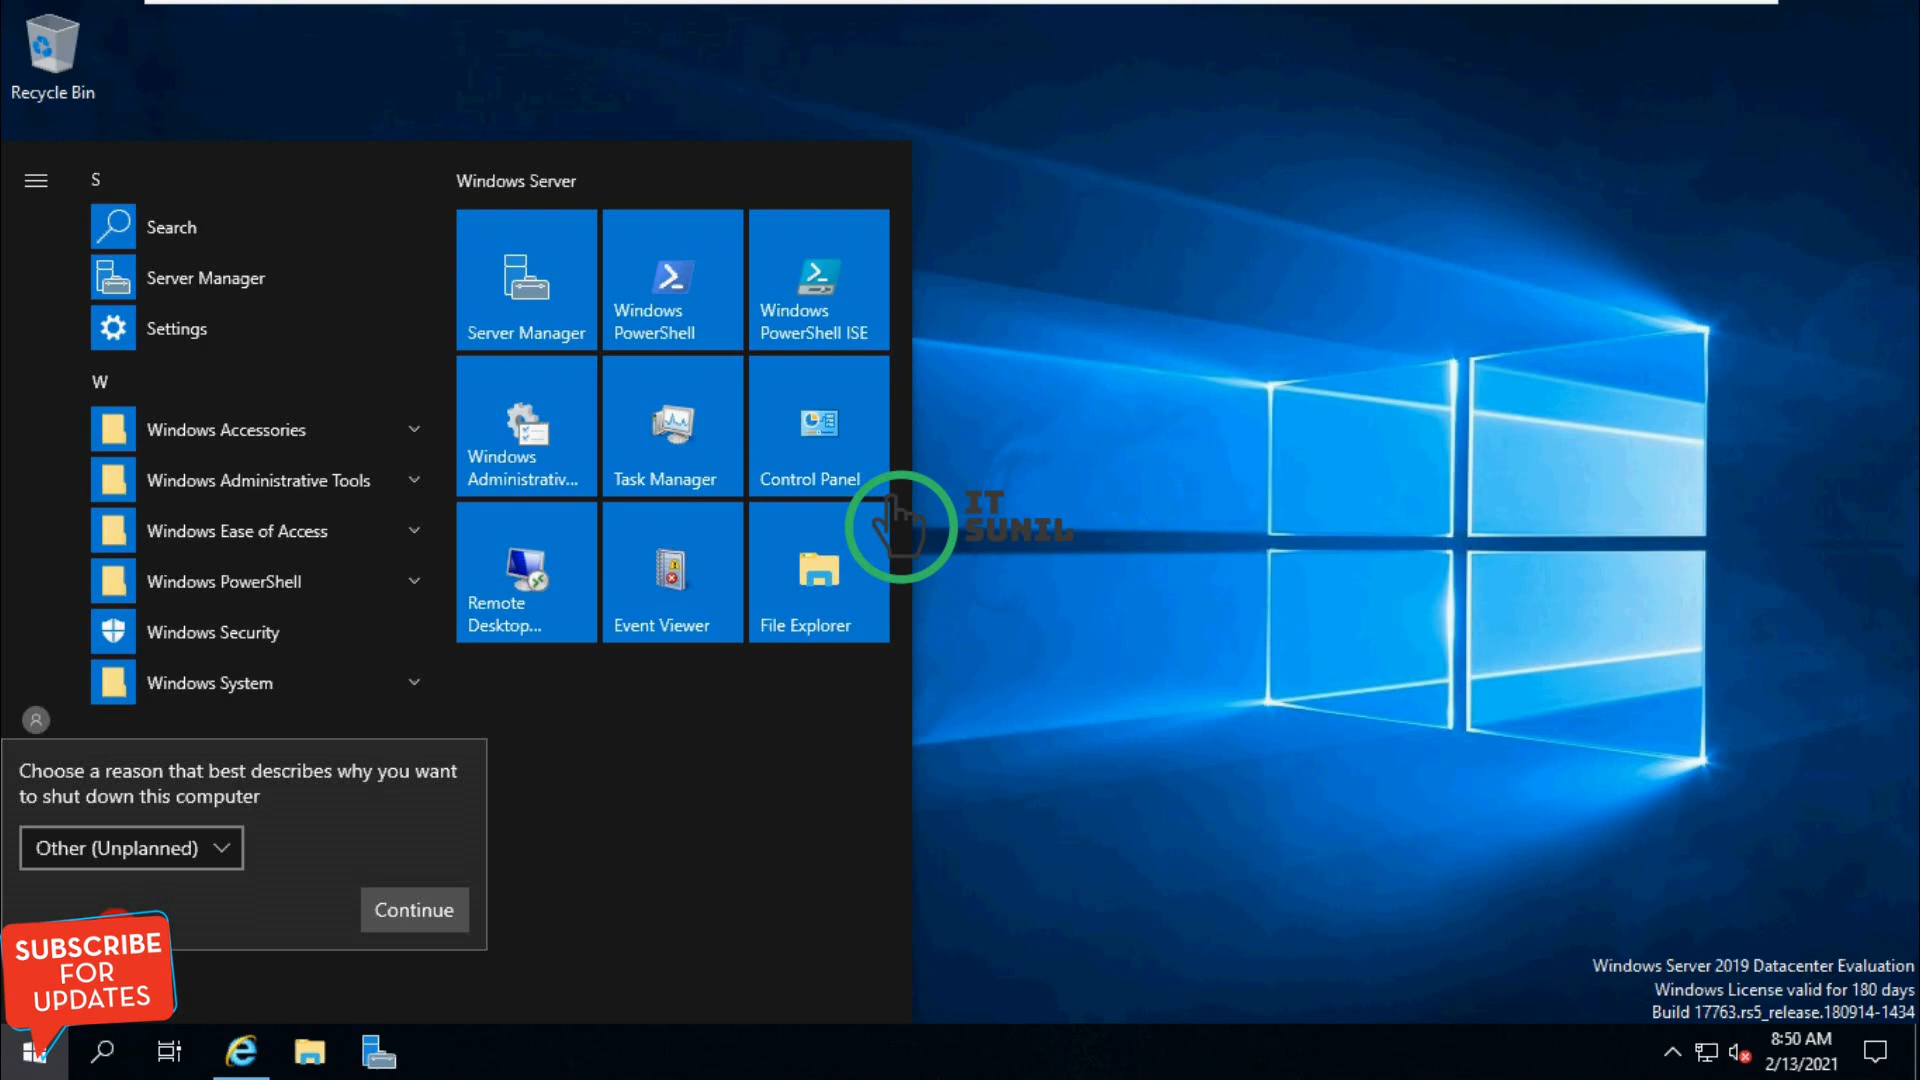 Recycle Bin
S
Search
Server Manager
Settings
W
Windows Accessories
Windows Administrative Tools
Windows Ease of Access
Windows PowerShell
Windows Security
Windows System
Windows Server
Server Manager
Windows
PowerShell
Windows
PowerShell ISE
Windows
Administrativ...
Task Manager
Control Panel
Remote
Desktop...
Event Viewer
File Explorer
IT
SUNIL
Choose a reason that best describes why you want
to shut down this computer
Other (Unplanned)
Continue
SUBSCRIBE
FOR
UPDATES
Windows Server 2019 Datacenter Evaluation
Windows License valid for 180 days
Build 17763.rs5_release.180914-1434
8:50 AM
2/13/2021